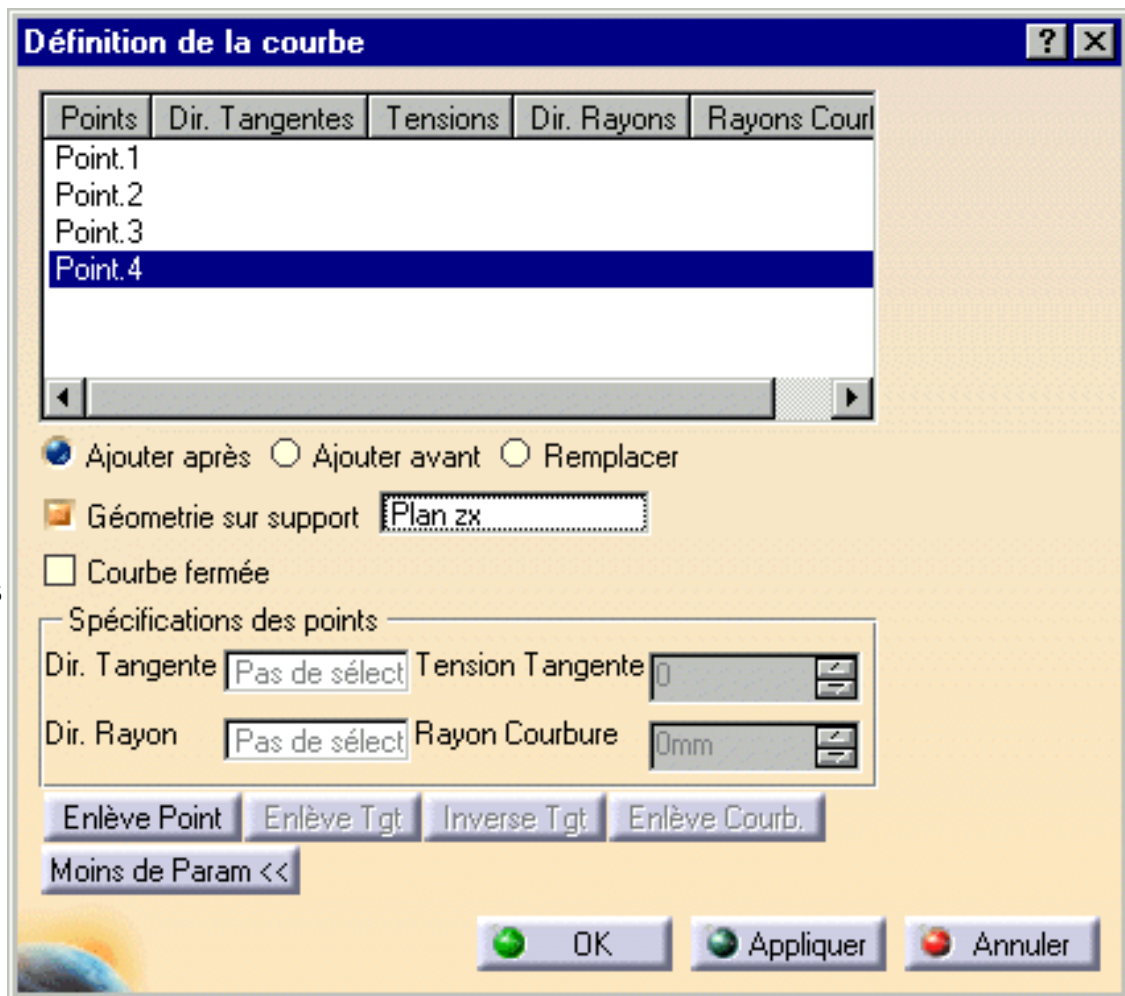 Définition de la courbe
Points Dir. Tangentes Tensions Dir. Rayons Rayons Courl
Point.1
Point.2
Point.3
Point.4
Ajouter après Ajouter avant Remplacer
Géometrie sur support Plan zx
Courbe fermée
Spécifications des points
Dir. Tangente Pas de sélect Tension Tangente 0
Dir. Rayon Pas de sélect Rayon Courbure 0mm
Enlève Point Enlève Tgt Inverse Tgt Enlève Courb.
Moins de Param <<
OK Appliquer Annuler